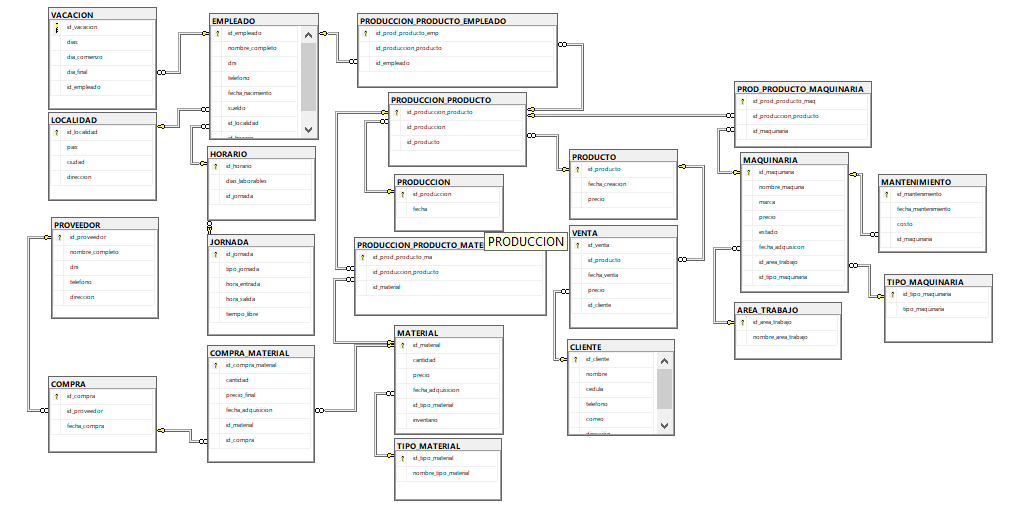 VACACION
id_vacacion
dias
dia_comenzo
dia_final
id_empleado
EMPLEADO
id_empleado
nombre_completo
dni
telefono
fecha_nacimiento
sueldo
id_localidad
PRODUCCION_PRODUCTO_EMPLEADO
id_prod_producto_emp
id_produccion_producto
id_empleado
PRODUCCION_PRODUCTO
id_produccion_producto
id_produccion
id_producto
PROD_PRODUCTO_MAQUINARIA
id_prod_producto_maq
id_produccion_producto
id_maquinaria
LOCALIDAD
id_localidad
pais
ciudad
direccion
HORARIO
id_horario
dias_laborables
id_jornada
PRODUCCION
id_produccion
fecha
PRODUCTO
id_producto
fecha_creacion
precio
MAQUINARIA
id_maquinaria
nombre_maquina
marca
precio
estado
fecha_adquisicion
id_area_trabajo
id_tipo_maquinaria
MANTENIMIENTO
id_mantenimiento
fecha_mantenimiento
costo
id_maquinaria
PROVEEDOR
id_proveedor
nombre_completo
dni
telefono
direccion
JORNADA
id_jornada
tipo_jornada
hora_entrada
hora_salida
tiempo_libre
PRODUCCION_PRODUCTO_MATE
id_prod_producto_ma
id_produccion_producto
id_material
PRODUCCION
VENTA
id_venta
id_producto
fecha_venta
precio
id_cliente
TIPO_MAQUINARIA
id_tipo_maquinaria
tipo_maquinaria
AREA_TRABAJO
id_area_trabajo
nombre_area_trabajo
COMPRA
id_compra
id_proveedor
fecha_compra
COMPRA_MATERIAL
id_compra_material
cantidad
precio_final
fecha_adquisicion
id_material
id_compra
MATERIAL
id_material
cantidad
precio
fecha_adquisicion
id_tipo_material
inventario
CLIENTE
id_cliente
nombre
cedula
telefono
correo
TIPO_MATERIAL
id_tipo_material
nombre_tipo_material